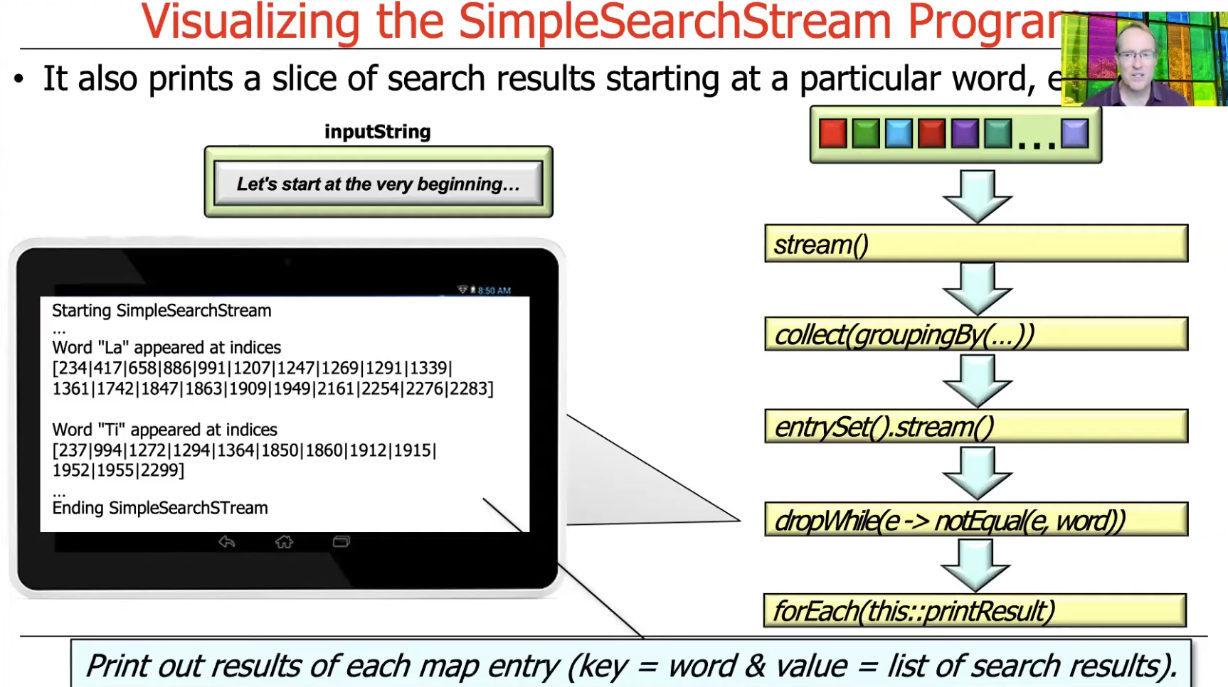 Visualizing the SimpleSearchStream Program
• It also prints a slice of search results starting at a particular word, e
inputString
Let's start at the very beginning…
8:50 AM
Starting SimpleSearchStream
...
Word "La" appeared at indices
[234|417|658|886|991|1207|1247|1269|1291|1339|
1361|1742|1847|1863|1909|1949|2161|2254|2276|2283]
Word "Ti" appeared at indices
[237|994|1272|1294|1364|1850|1860|1912|1915|
1952|1955|2299]
...
Ending SimpleSearchSTream
...
stream()
collect(groupingBy(...))
entrySet().stream()
dropWhile(e -> notEqual(e, word))
forEach(this::printResult)
Print out results of each map entry (key = word & value = list of search results).